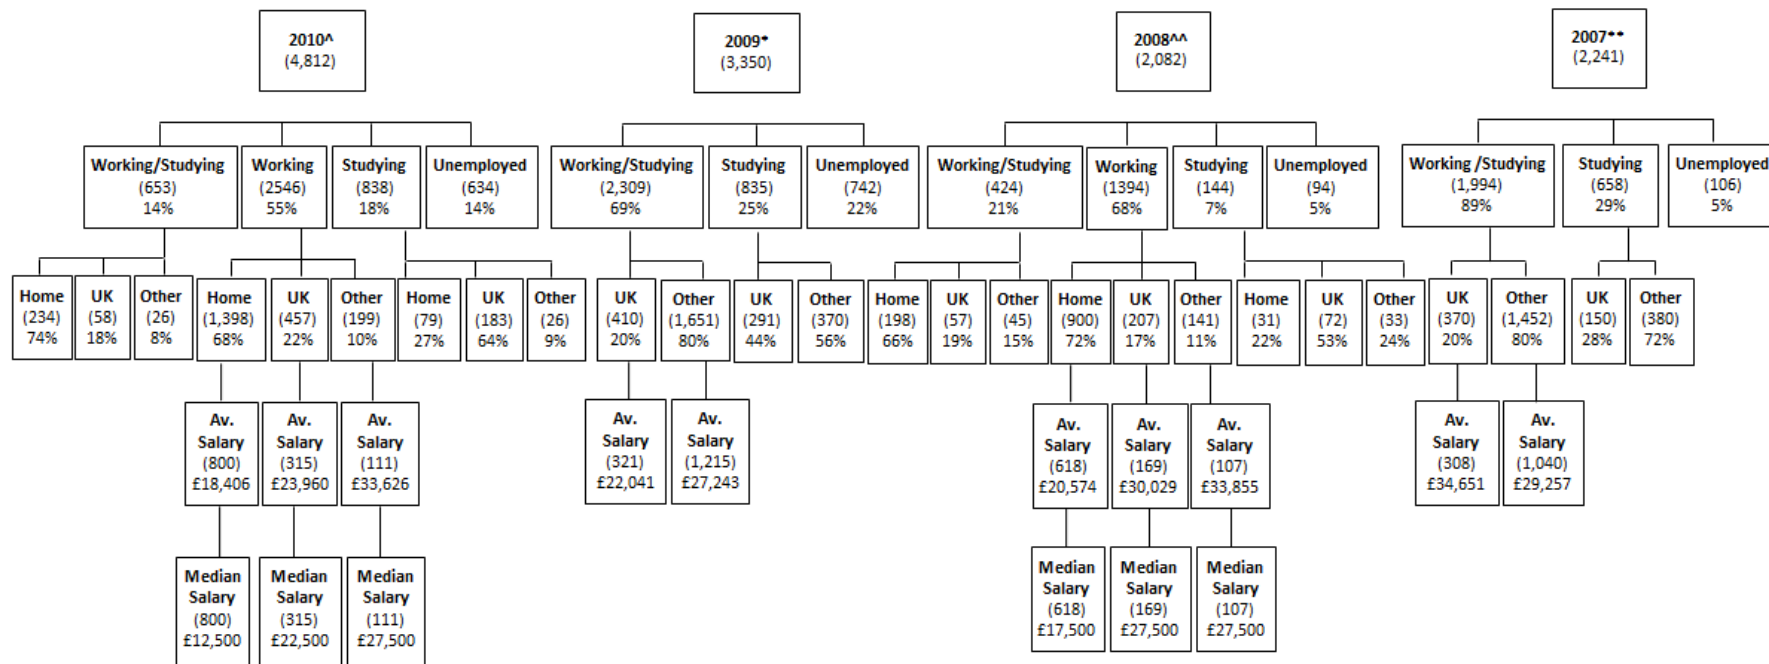 2010^
(4,812)
2009*
(3,350)
2008^^
(2,082)
2007**
(2,241)
Working/Studying
(653)
14%
Working
(2546)
55%
Studying
(838)
18%
Unemployed
(634)
14%
Working/Studying
(2,309)
69%
Studying
(835)
25%
Unemployed
(742)
22%
Working/Studying
(424)
21%
Working
(1394)
68%
Studying
(144)
7%
Unemployed
(94)
5%
Working /Studying
(1,994)
89%
Studying
(658)
29%
Unemployed
(106)
5%
Home
(234)
74%
UK
(58)
18%
Other
(26)
8%
Home
(1,398)
68%
UK
(457)
22%
Other
(199)
10%
Home
(79)
27%
UK
(183)
64%
Other
(26)
9%
UK
(410)
20%
Other
(1,651)
80%
UK
(291)
44%
Other
(370)
56%
Home
(198)
66%
UK
(57)
19%
Other
(45)
15%
Home
(900)
72%
UK
(207)
17%
Other
(141)
11%
Home
(31)
22%
UK
(72)
53%
Other
(33)
24%
UK
(370)
20%
Other
(1,452)
80%
UK
(150)
28%
Other
(380)
72%
Av.
Salary
(800)
£18,406
Av.
Salary
(315)
£23,960
Av.
Salary
(111)
£33,626
Av.
Salary
(321)
£22,041
Av.
Salary
(1,215)
£27,243
Av.
Salary
(618)
£20,574
Av.
Salary
(169)
£30,029
Av.
Salary
(107)
£33,855
Av.
Salary
(308)
£34,651
Av.
Salary
(1,040)
£29,257
Median
Salary
(800)
£12,500
Median
Salary
(315)
£22,500
Median
Salary
(111)
£27,500
Median
Salary
(618)
£17,500
Median
Salary
(169)
£27,500
Median
Salary
(107)
£27,500